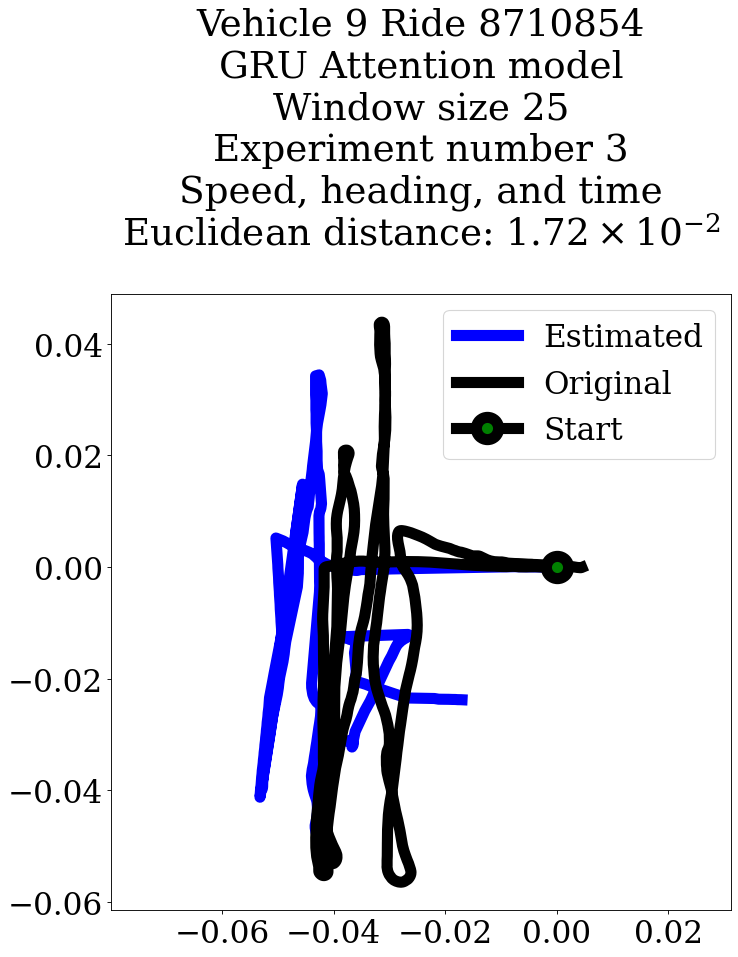 Vehicle 9 Ride 8710854
GRU Attention model
Window size 25
Experiment number 3
Speed, heading, and time
Euclidean distance: 1.72 × 10⁻²
Estimated
Original
Start
0.04
0.02
0.00
−0.02
−0.04
−0.06
−0.06 −0.04 −0.02 0.00 0.02